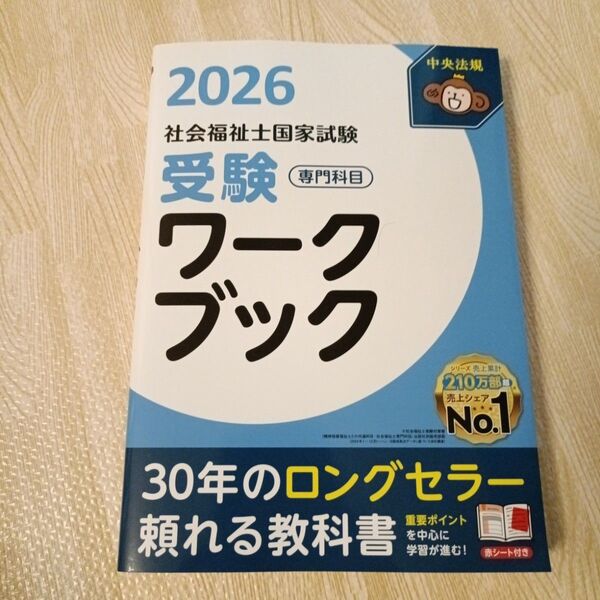 中央法規
2026
社会福祉士国家試験
受験 専門科目
ワーク
ブック
シリーズ 売上累計
210万部超
売上シェア
No.1
30年のロングセラー
頼れる教科書
重要ポイント
を中心に
学習が進む!
赤シート付き